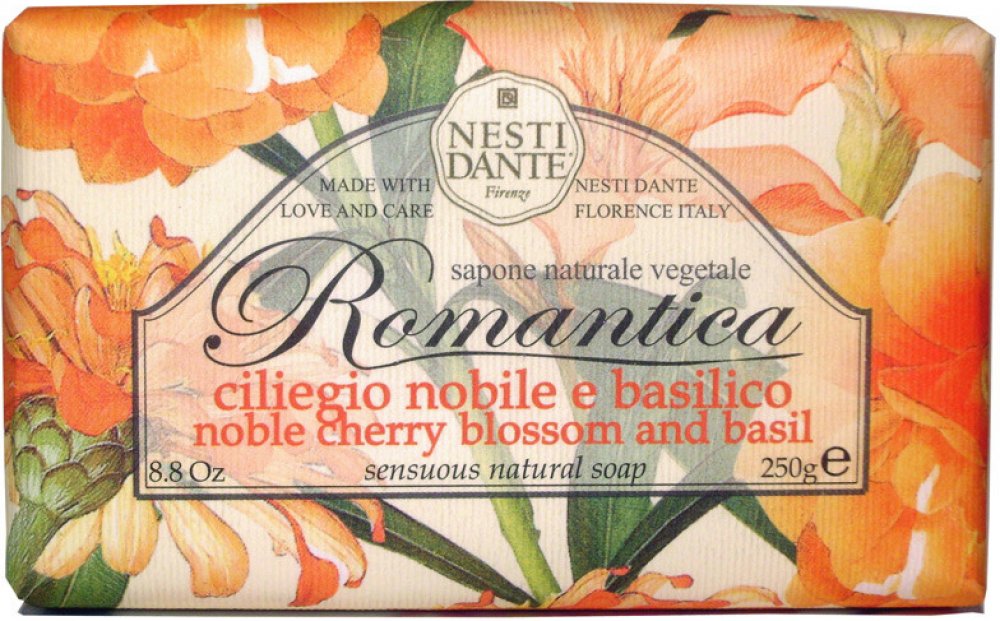 NESTI
DANTE
Firenze
MADE WITH
LOVE AND CARE
NESTI DANTE
FLORENCE ITALY
sapone naturale vegetale
Romantica
ciliegio nobile e basilico
noble cherry blossom and basil
8.8 Oz
sensuous natural soap
250g e